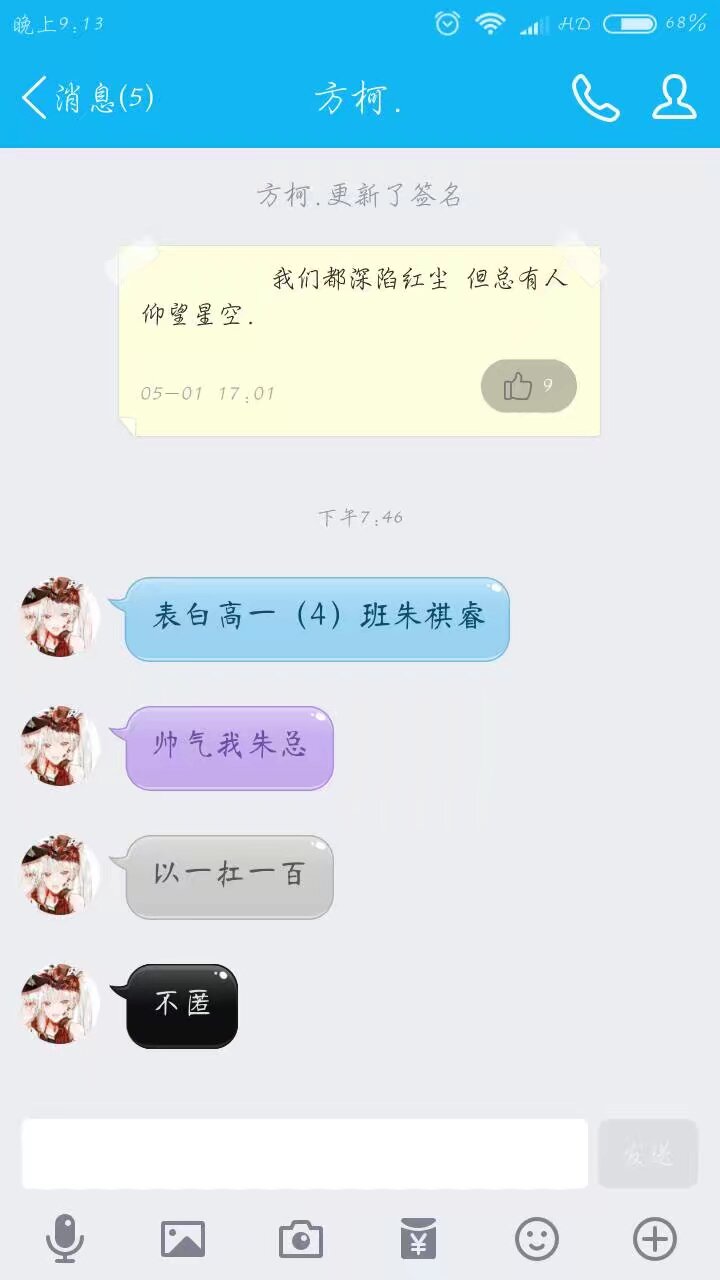 晚上9:13
HD
68%
消息(5)
方柯.
方柯.更新了签名
我们都深陷红尘 但总有人
仰望星空.
05-01 17:01
9
下午7:46
表白高一（4）班朱祺睿
帅气我朱总
以一扛一百
不匿
发送
¥